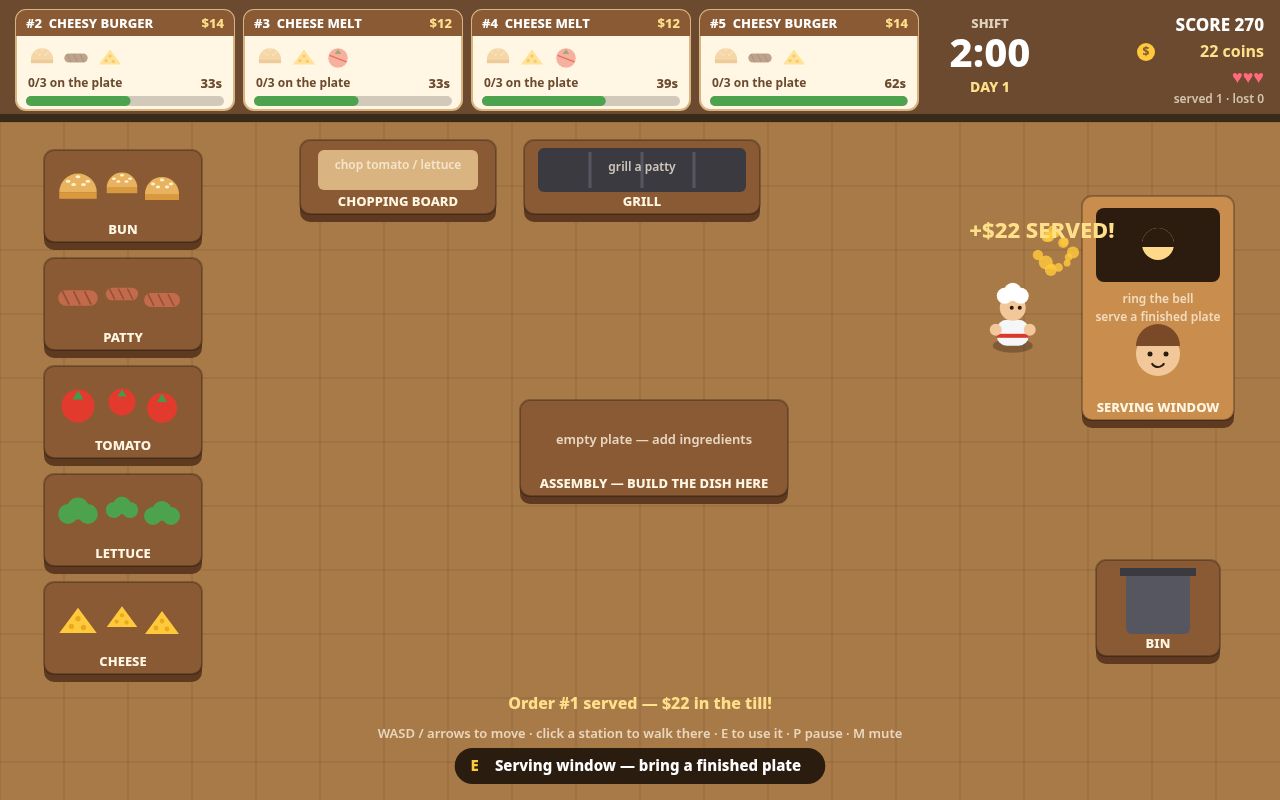 #2 CHEESY BURGER $14
0/3 on the plate 33s
#3 CHEESE MELT $12
0/3 on the plate 33s
#4 CHEESE MELT $12
0/3 on the plate 39s
#5 CHEESY BURGER $14
0/3 on the plate 62s
SHIFT
2:00
DAY 1
SCORE 270
$ 22 coins
♥♥♥
served 1 · lost 0
BUN
PATTY
TOMATO
LETTUCE
CHEESE
chop tomato / lettuce
CHOPPING BOARD
grill a patty
GRILL
+$22 SERVED!
ring the bell
serve a finished plate
SERVING WINDOW
empty plate — add ingredients
ASSEMBLY — BUILD THE DISH HERE
BIN
Order #1 served — $22 in the till!
WASD / arrows to move · click a station to walk there · E to use it · P pause · M mute
E Serving window — bring a finished plate